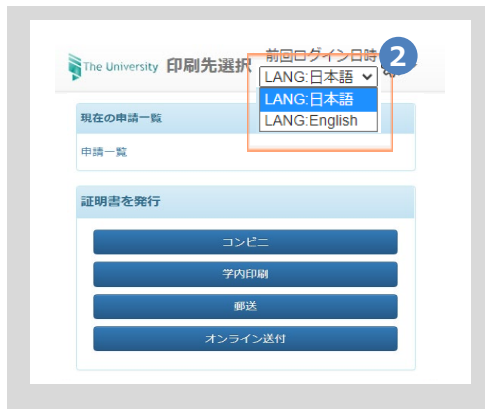 前回ログイン日時
2
The University 印刷先選択
LANG:日本語
LANG:日本語
LANG:English
現在の申請一覧
申請一覧
証明書を発行
コンビニ
学内印刷
郵送
オンライン送付